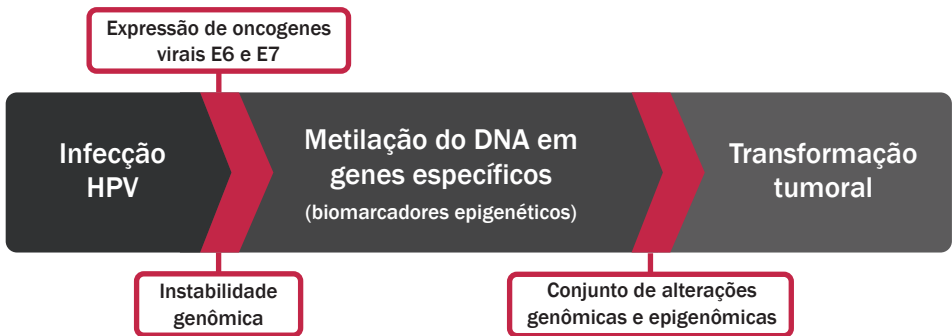 Expressão de oncogenes
virais E6 e E7
Infecção
HPV
Metilação do DNA em
genes específicos
(biomarcadores epigenéticos)
Transformação
tumoral
Instabilidade
genômica
Conjunto de alterações
genômicas e epigenômicas